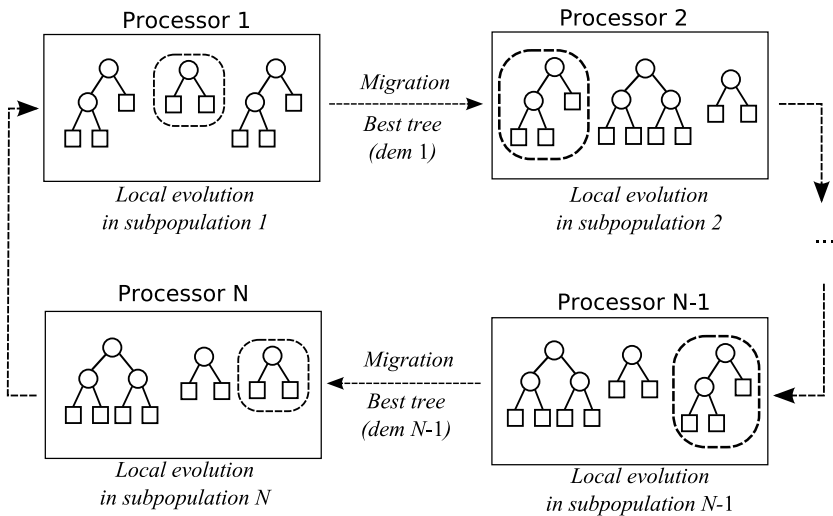 Processor 1
Processor 2
Migration
Best tree
(dem 1)
Local evolution
in subpopulation 1
Local evolution
in subpopulation 2
...
Processor N
Processor N-1
Migration
Best tree
(dem N-1)
Local evolution
in subpopulation N
Local evolution
in subpopulation N-1